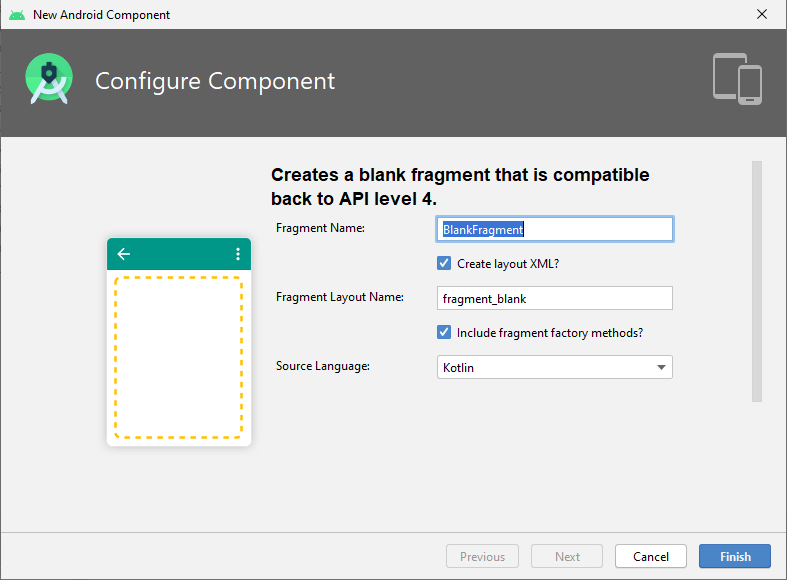 New Android Component
Configure Component
Creates a blank fragment that is compatible
back to API level 4.
Fragment Name:
BlankFragment
Create layout XML?
Fragment Layout Name:
fragment_blank
Include fragment factory methods?
Source Language:
Kotlin
Previous
Next
Cancel
Finish